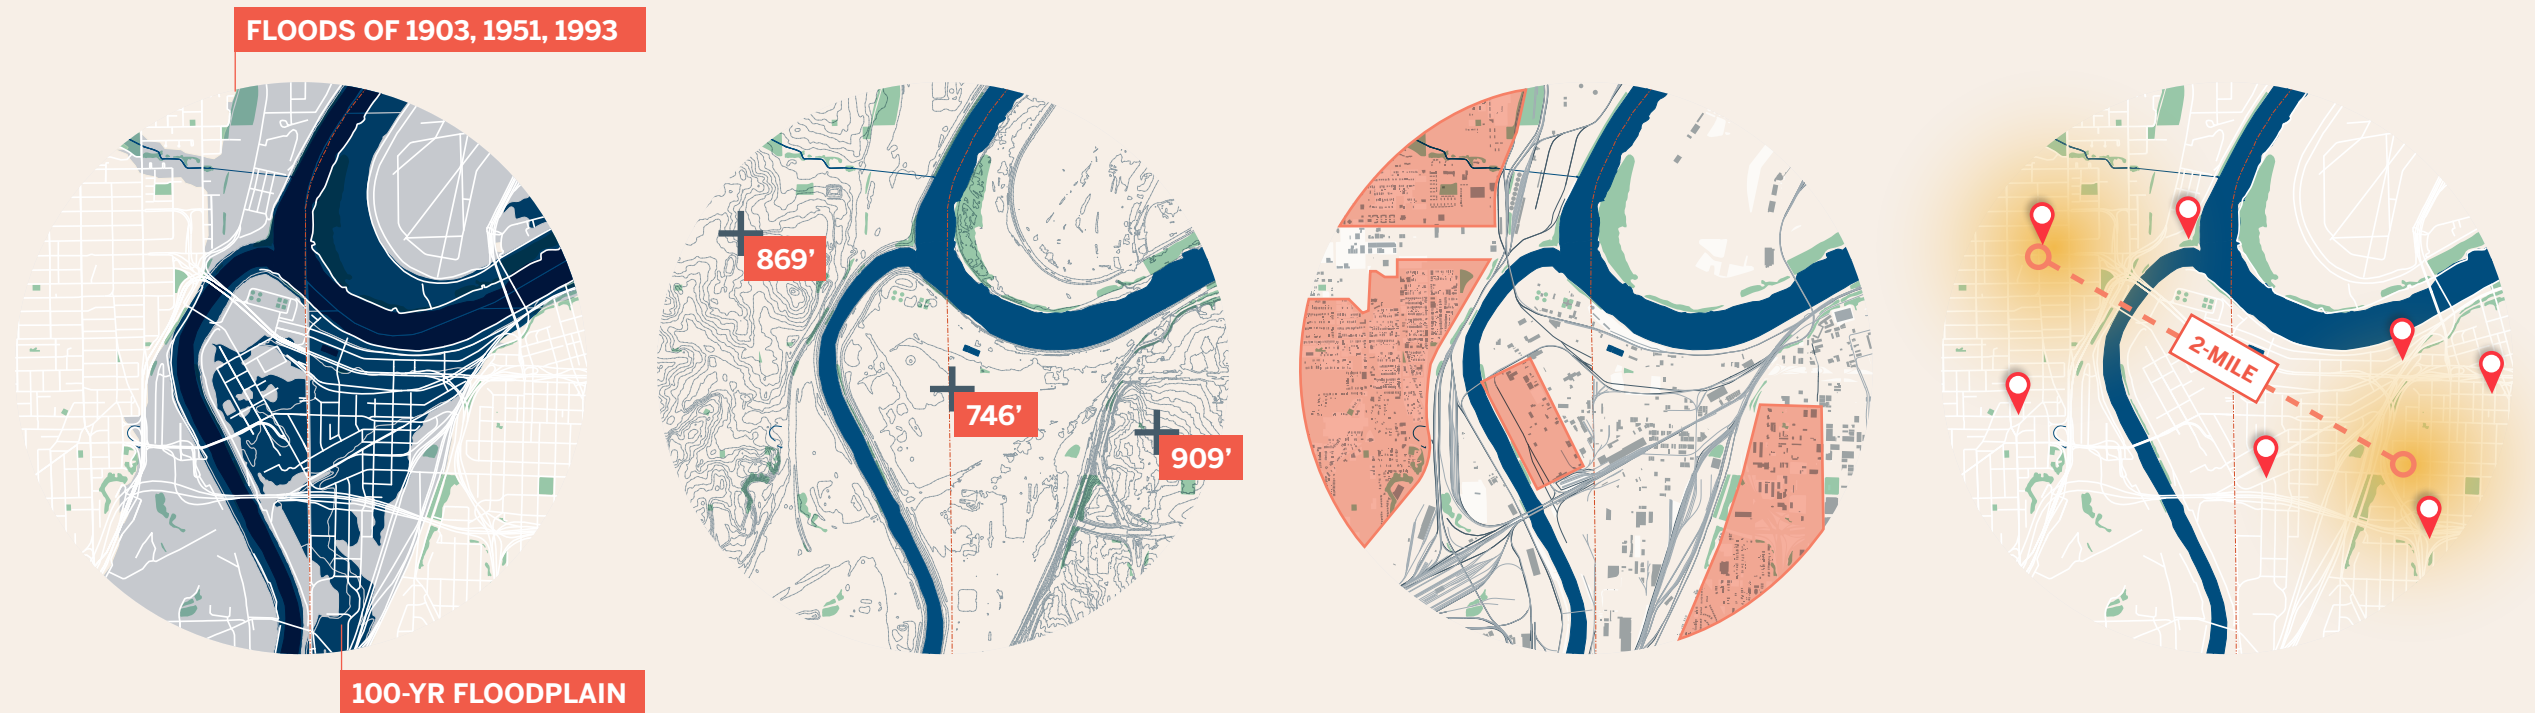 FLOODS OF 1903, 1951, 1993
869’
746’
909’
2-MILE
100-YR FLOODPLAIN